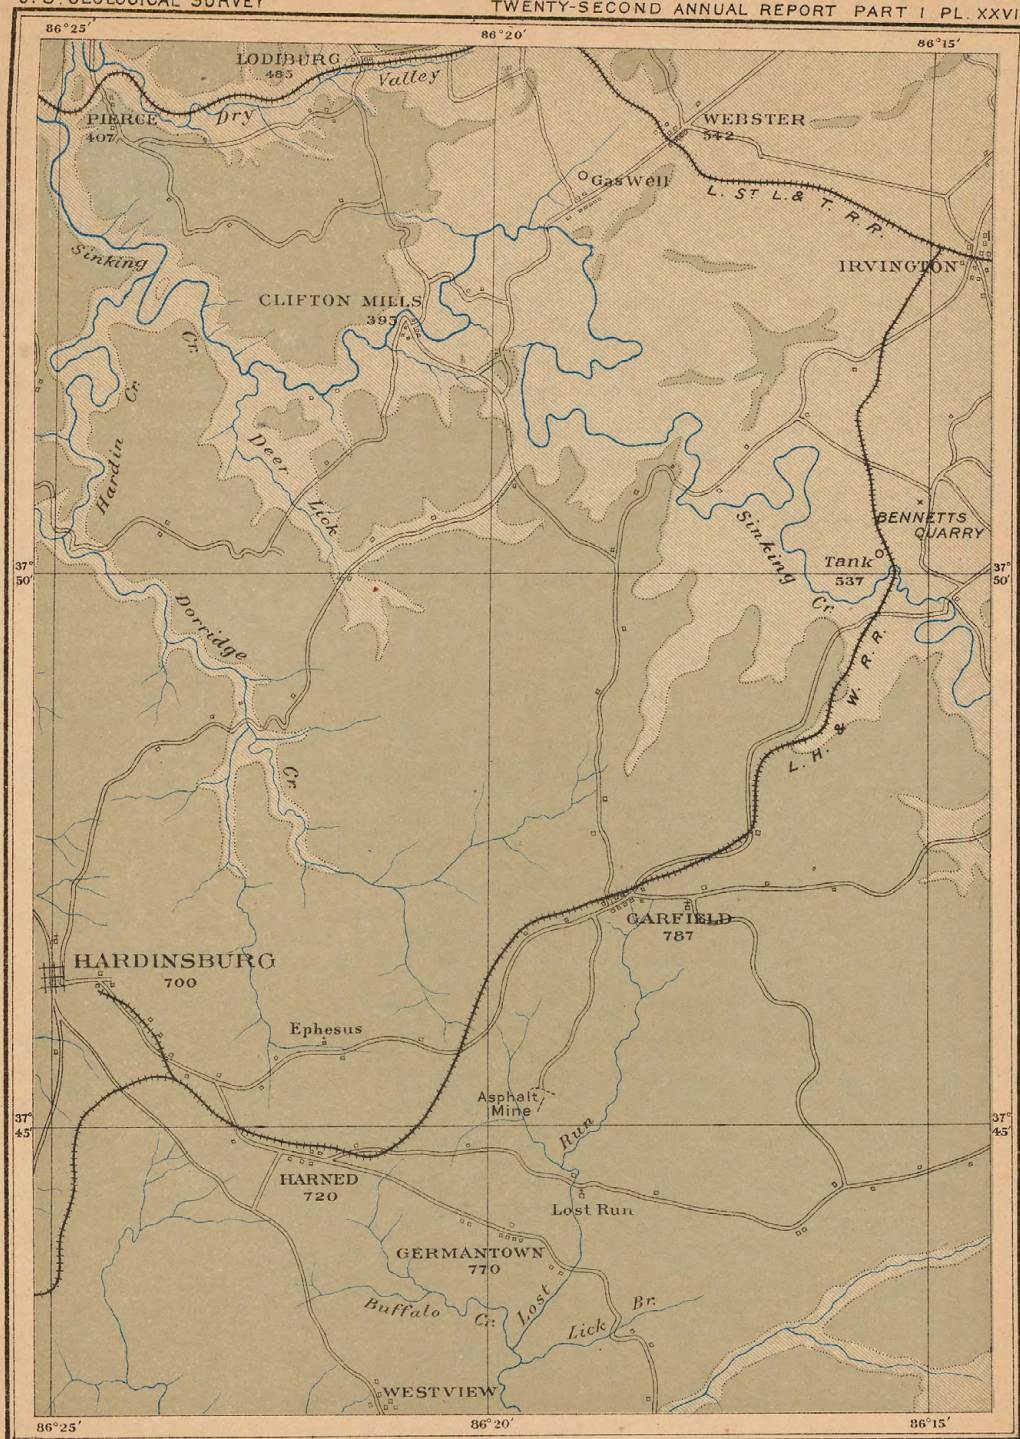 U. S. GEOLOGICAL SURVEY
TWENTY-SECOND ANNUAL REPORT PART I PL. XXVI
86°25′
86°20′
86°15′
LODIBURG
485
Valley
Dry
PIERCE
407
WEBSTER
542
Gas Well
L. ST. L. & T. R. R.
IRVINGTON
Sinking
Cr.
CLIFTON MILLS
395
Hardin
Cr.
Deer
Lick
Sinking
Cr.
BENNETTS
QUARRY
Tank
537
37°
50′
37°
50′
Dorridge
Cr.
L. H. & W. R. R.
GARFIELD
787
HARDINSBURG
700
Ephesus
Asphalt
Mine
Run
37°
45′
37°
45′
HARNED
720
Lost Run
GERMANTOWN
770
Buffalo
Cr.
Lost
Lick
Br.
WESTVIEW
86°25′
86°20′
86°15′